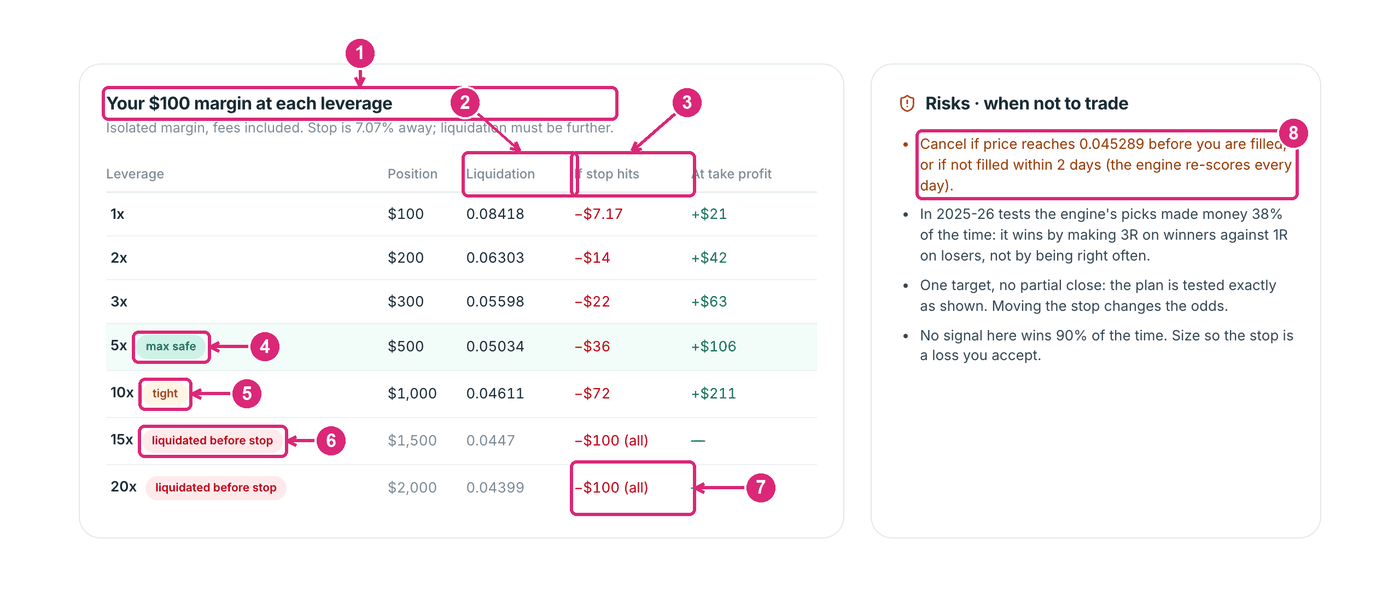 1
Your $100 margin at each leverage
2
3
Isolated margin, fees included. Stop is 7.07% away; liquidation must be further.
Leverage Position Liquidation If stop hits At take profit
1x $100 0.08418 −$7.17 +$21
2x $200 0.06303 −$14 +$42
3x $300 0.05598 −$22 +$63
5x max safe 4 $500 0.05034 −$36 +$106
10x tight 5 $1,000 0.04611 −$72 +$211
15x liquidated before stop 6 $1,500 0.0447 −$100 (all) —
20x liquidated before stop $2,000 0.04399 −$100 (all) 7
Risks · when not to trade
8
• Cancel if price reaches 0.045289 before you are filled,
or if not filled within 2 days (the engine re-scores every
day).
• In 2025-26 tests the engine's picks made money 38%
of the time: it wins by making 3R on winners against 1R
on losers, not by being right often.
• One target, no partial close: the plan is tested exactly
as shown. Moving the stop changes the odds.
• No signal here wins 90% of the time. Size so the stop is
a loss you accept.